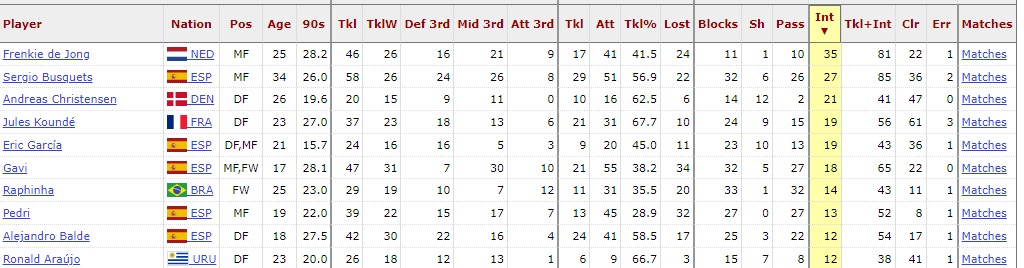 Player Nation Pos Age 90s Tkl TklW Def 3rd Mid 3rd Att 3rd Tkl Att Tkl% Lost Blocks Sh Pass Int ▼ Tkl+Int Clr Err Matches
Frenkie de Jong NED MF 25 28.2 46 26 16 21 9 17 41 41.5 24 11 1 10 35 81 22 1 Matches
Sergio Busquets ESP MF 34 26.0 58 26 24 26 8 29 51 56.9 22 32 6 26 27 85 36 2 Matches
Andreas Christensen DEN DF 26 19.6 20 15 9 11 0 10 16 62.5 6 14 12 2 21 41 47 0 Matches
Jules Koundé FRA DF 23 27.0 37 23 18 13 6 21 31 67.7 10 24 9 15 19 56 61 3 Matches
Eric García ESP DF,MF 21 15.7 24 16 16 5 3 9 20 45.0 11 23 10 13 19 43 36 1 Matches
Gavi ESP MF,FW 17 28.1 47 31 7 30 10 21 55 38.2 34 32 5 27 18 65 22 0 Matches
Raphinha BRA FW 25 23.0 29 19 10 7 12 11 31 35.5 20 33 1 32 14 43 11 1 Matches
Pedri ESP MF 19 22.0 39 22 15 17 7 13 45 28.9 32 27 0 27 13 52 8 1 Matches
Alejandro Balde ESP DF 18 27.5 42 30 22 16 4 24 41 58.5 17 25 3 22 12 54 17 1 Matches
Ronald Araújo URU DF 23 20.0 26 18 12 13 1 6 9 66.7 3 15 7 8 12 38 41 1 Matches